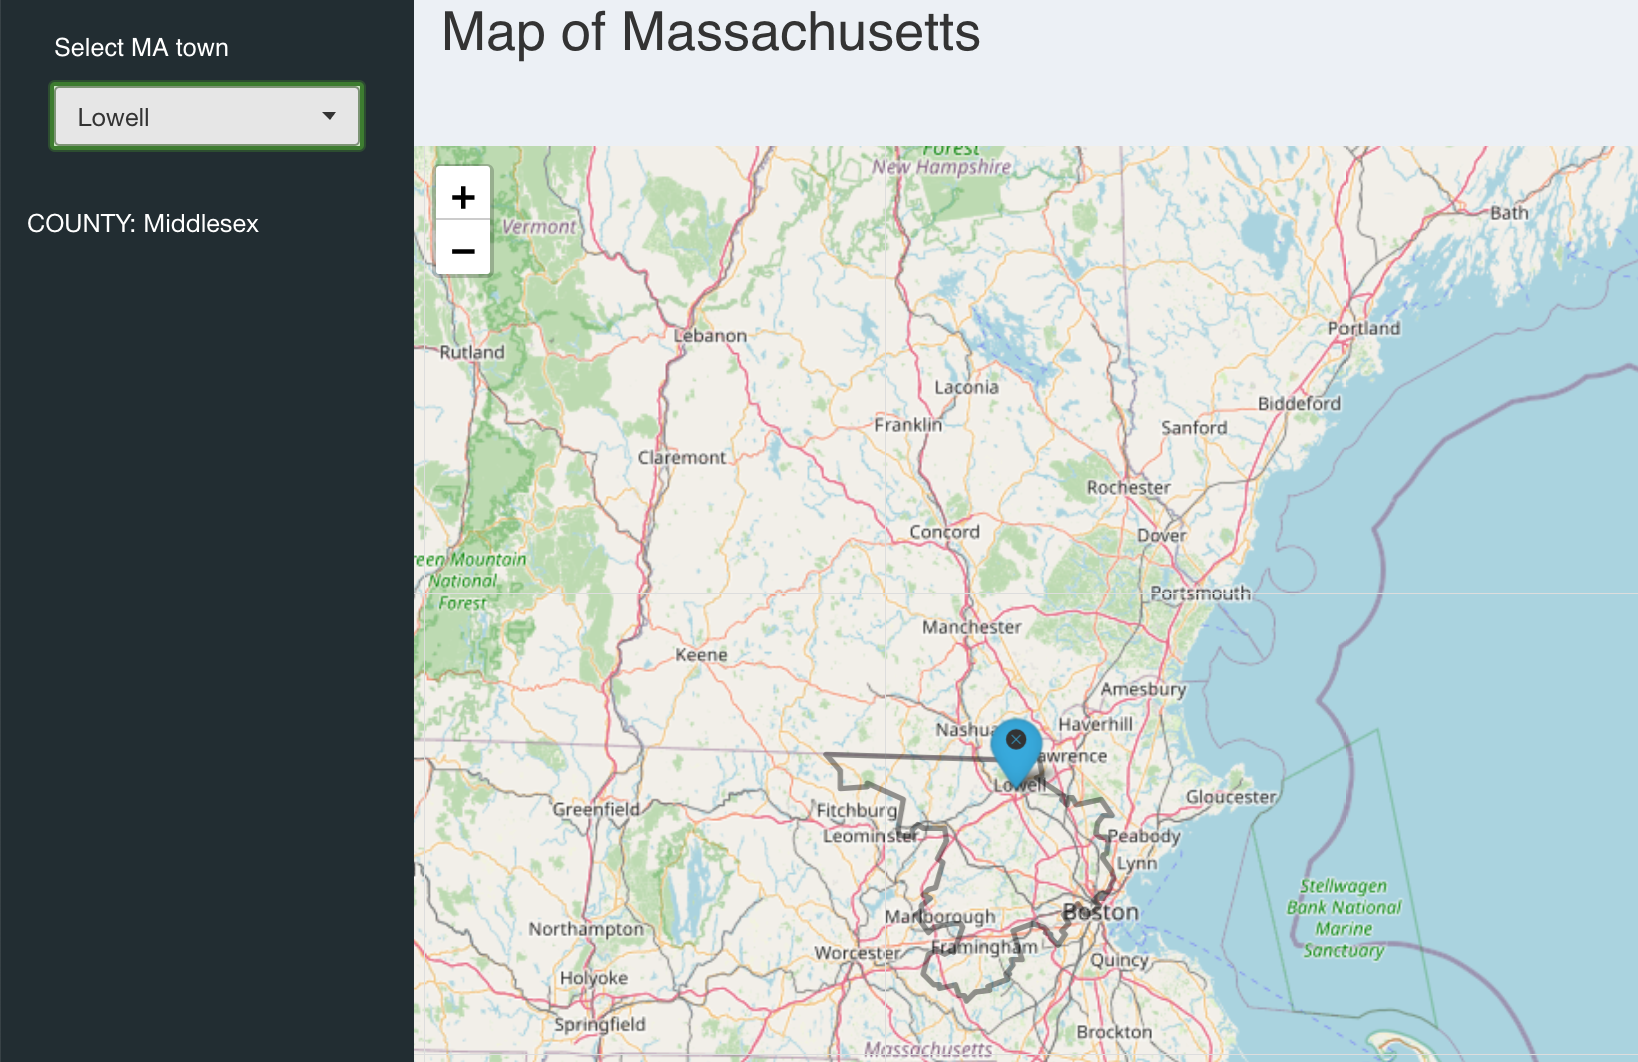 Select MA town
Lowell
COUNTY: Middlesex
Map of Massachusetts
+
−
Forest
New Hampshire
Vermont
Bath
Portland
Lebanon
Rutland
Laconia
Biddeford
Franklin
Sanford
Claremont
Rochester
Concord
Dover
reen Mountain
National
Forest
Portsmouth
Manchester
Keene
Amesbury
Nashua
Haverhill
awrence
Lowell
Gloucester
Greenfield
Fitchburg
Leominster
Peabody
Lynn
Stellwagen
Bank National
Marine
Sanctuary
Boston
Marlborough
Northampton
Framingham
Worcester
Quincy
Holyoke
Springfield
Brockton
Massachusetts